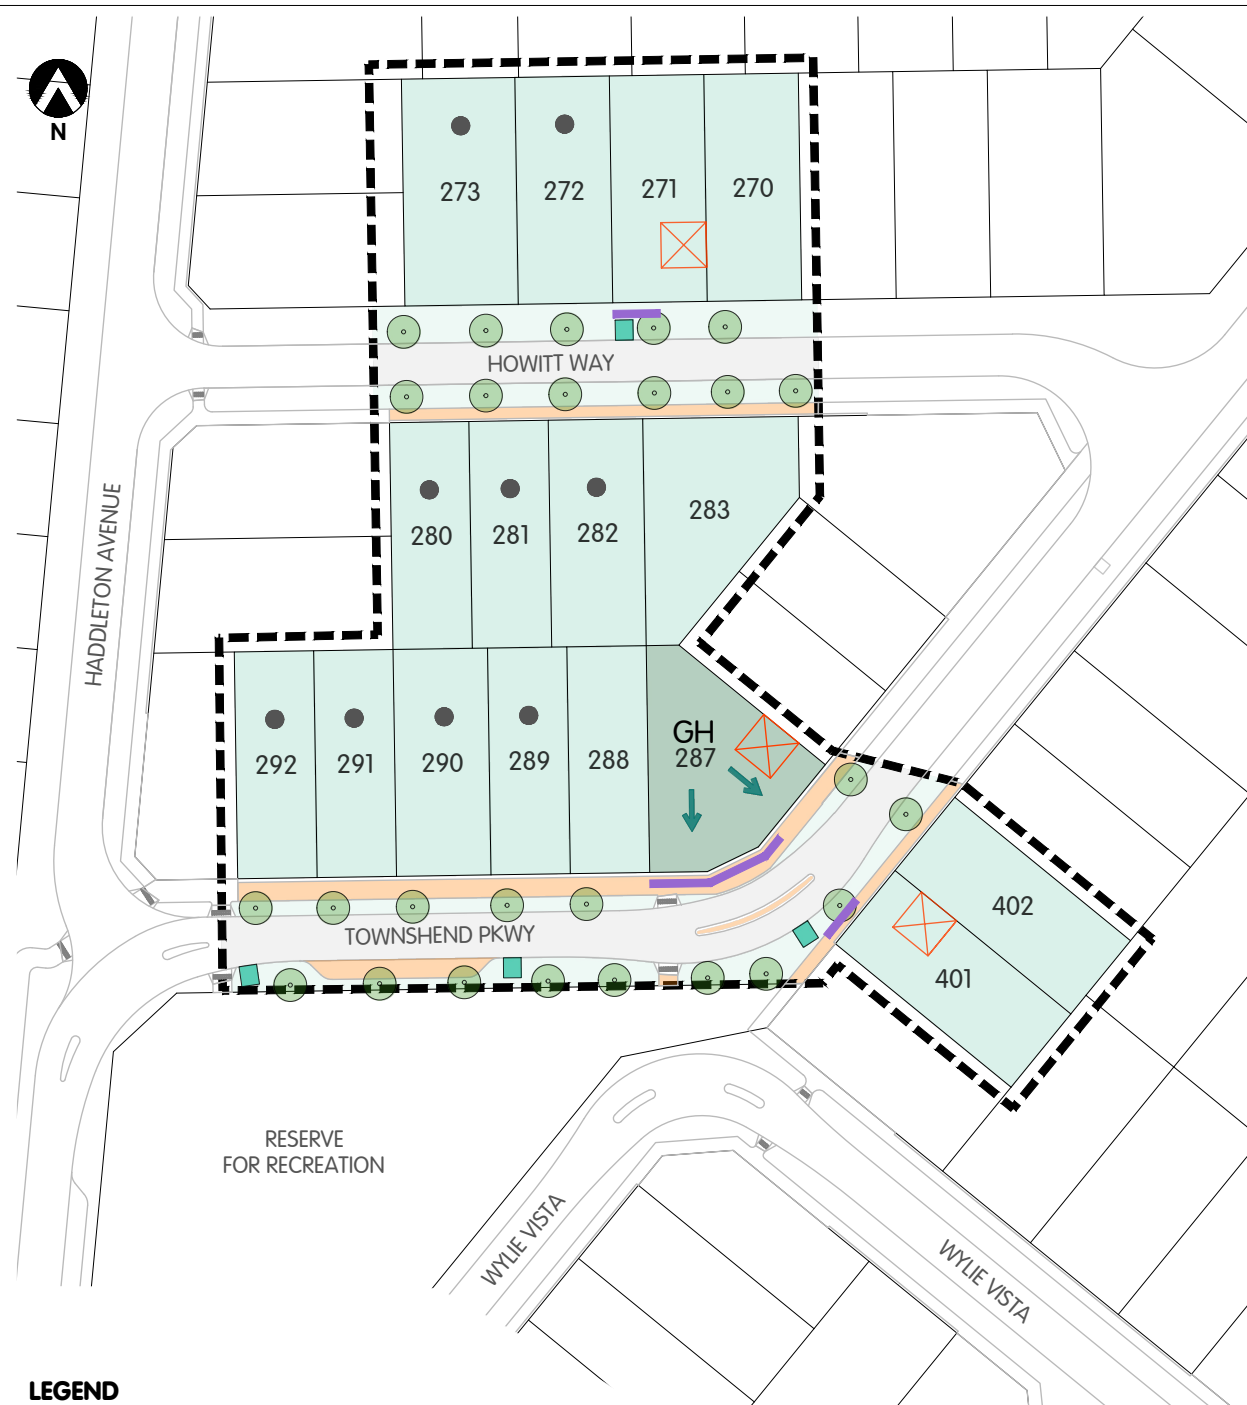 N
273
272
271
270
HOWITT WAY
HADDLETON AVENUE
280
281
282
283
292
291
290
289
288
GH
287
TOWNSHEND PKWY
402
401
RESERVE
FOR RECREATION
WYLIE VISTA
WYLIE VISTA
LEGEND